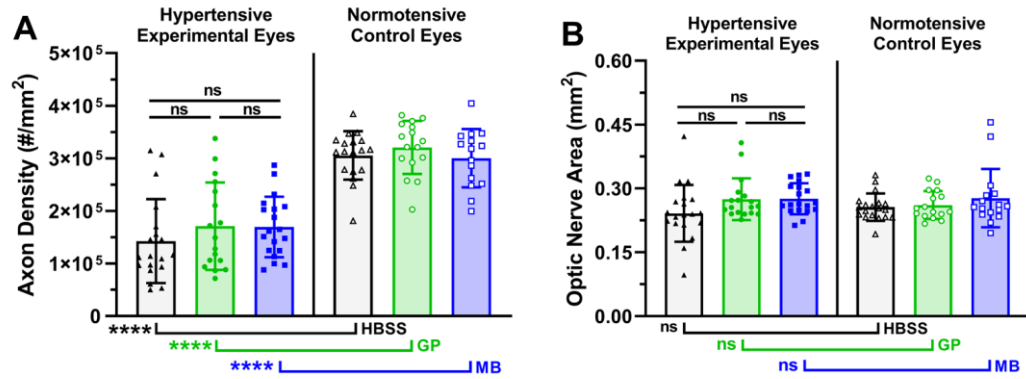 A
Hypertensive
Experimental Eyes
Normotensive
Control Eyes
Axon Density (#/mm²)
5×10⁵
4×10⁵
3×10⁵
2×10⁵
1×10⁵
0
ns
ns
ns
**** HBSS
**** GP
**** MB
B
Hypertensive
Experimental Eyes
Normotensive
Control Eyes
Optic Nerve Area (mm²)
0.60
0.45
0.30
0.15
0.00
ns
ns
ns
ns HBSS
ns GP
ns MB